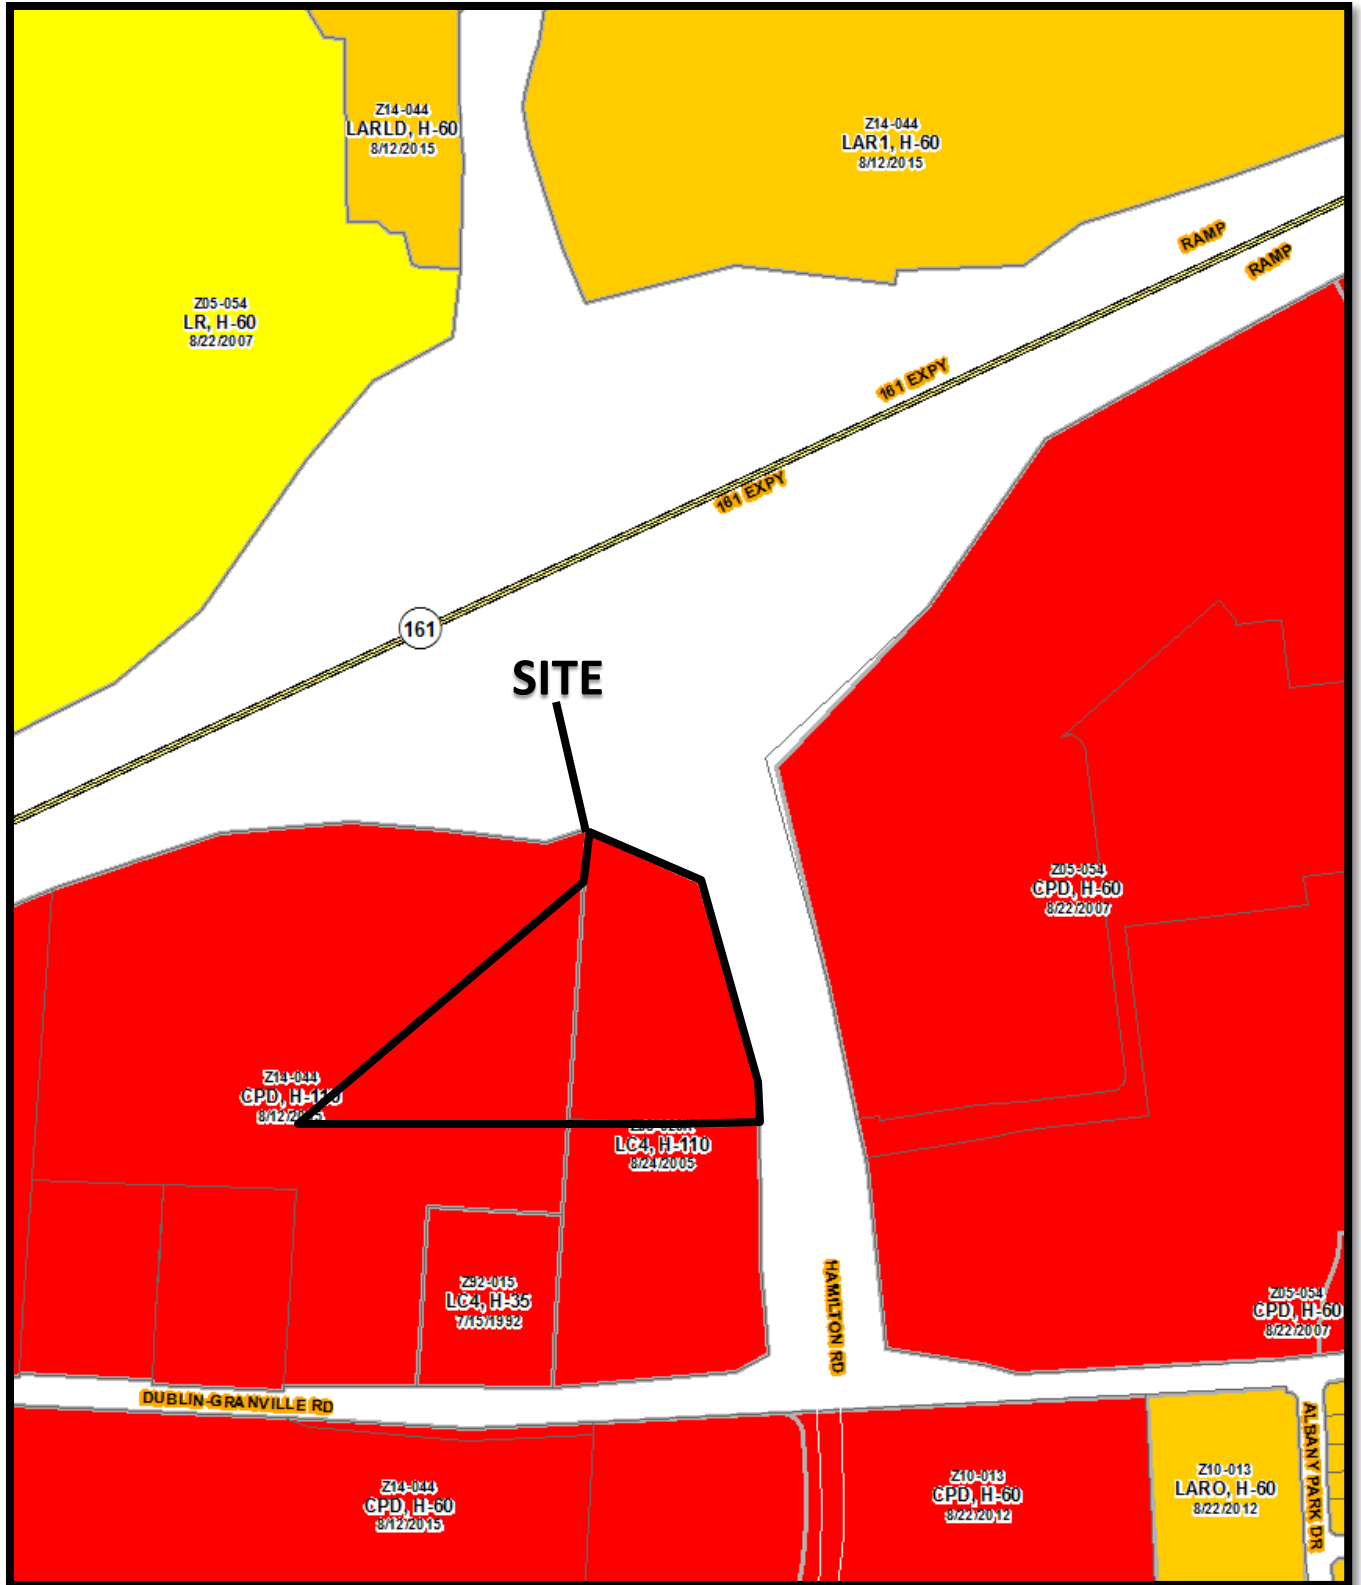 Z14-044
LARLD, H-60
8/12/2015
Z14-044
LAR1, H-60
8/12/2015
RAMP
RAMP
Z05-054
LR, H-60
8/22/2007
161 EXPY
161 EXPY
161
SITE
Z05-054
CPD, H-60
8/22/2007
Z14-044
CPD, H-110
LC4, H-110
8/24/2005
Z92-015
LC4, H-35
7/15/1992
HAMILTON RD
Z05-054
CPD, H-60
8/22/2007
DUBLIN-GRANVILLE RD
ALBANY PARK DR
Z14-044
CPD, H-60
8/12/2015
Z10-013
CPD, H-60
8/22/2012
Z10-013
LARO, H-60
8/22/2012